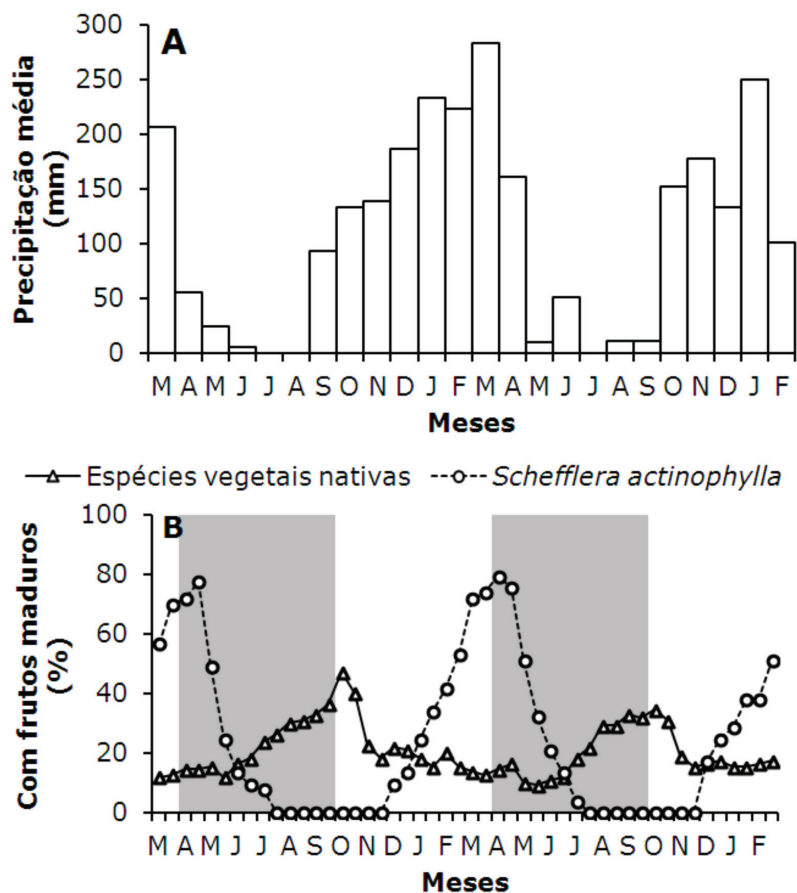 A
Precipitação média
(mm)
300
250
200
150
100
50
0
M A M J J A S O N D J F M A M J J A S O N D J F
Meses
Espécies vegetais nativas Schefflera actinophylla
B
Com frutos maduros
(%)
100
80
60
40
20
0
M A M J J A S O N D J F M A M J J A S O N D J F
Meses